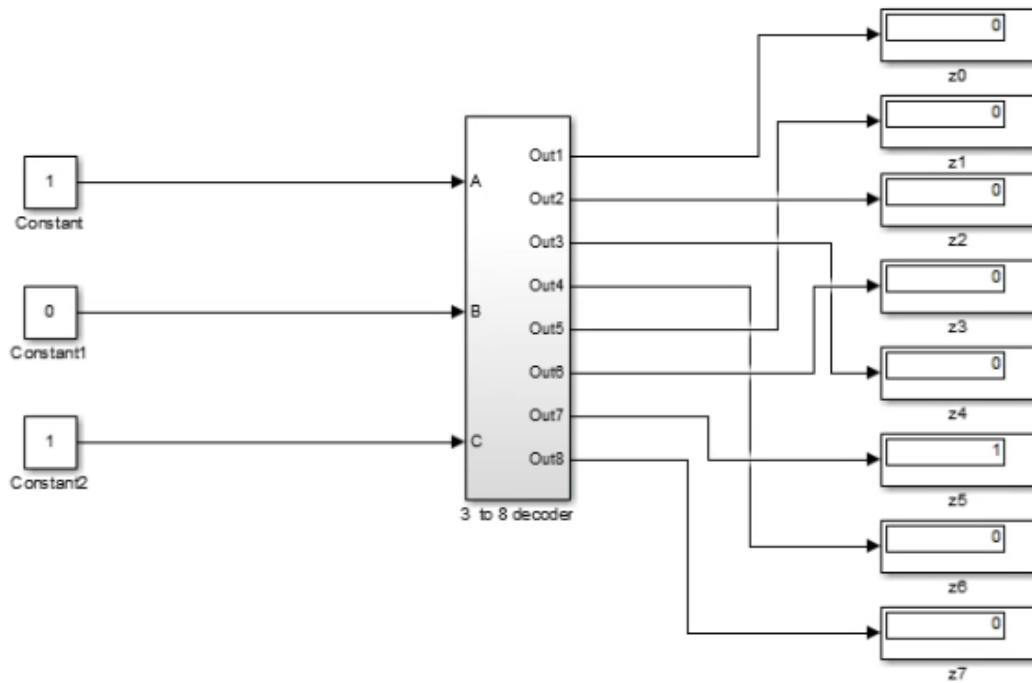 0
z0
0
z1
0
z2
0
z3
0
z4
1
z5
0
z6
0
z7
1
Constant
0
Constant1
1
Constant2
A
B
C
Out1
Out2
Out3
Out4
Out5
Out6
Out7
Out8
3 to 8 decoder